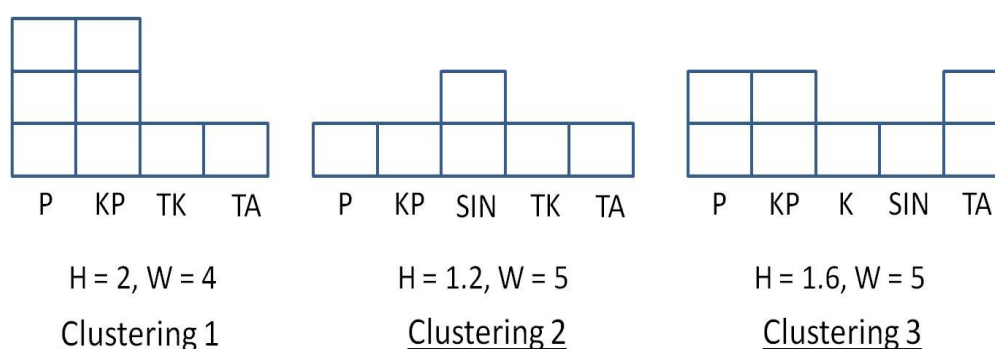 P KP TK TA
P KP SIN TK TA
P KP K SIN TA
H = 2, W = 4
H = 1.2, W = 5
H = 1.6, W = 5
Clustering 1
Clustering 2
Clustering 3